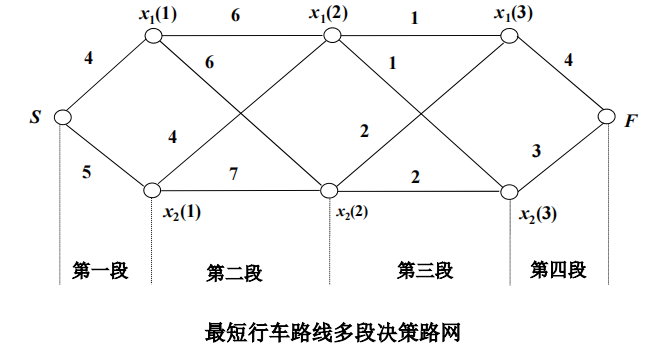 x₁(1) 6 x₁(2) 1 x₁(3)
4 6 1 4
S F
5 4 2 3
7 2
x₂(1) x₂(2) x₂(3)
第一段 第二段 第三段 第四段
最短行车路线多段决策路网